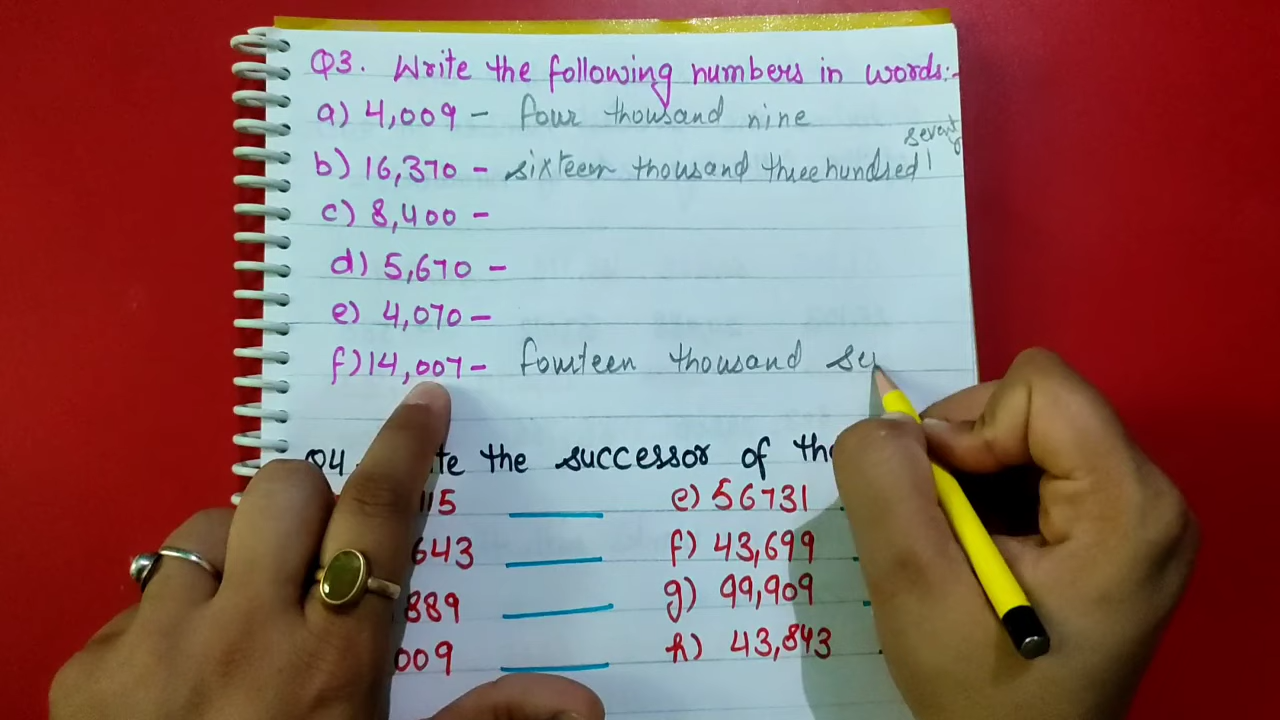 Q3. Write the following numbers in words:-
a) 4,009 - four thousand nine
seventy
b) 16,370 - sixteen thousand three hundred
c) 8,400 -
d) 5,670 -
e) 4,070 -
f) 14,007 - fourteen thousand se
Q4. the successor of
115 e) 56731
643 f) 43,699
889 g) 99,909
009 h) 43,843